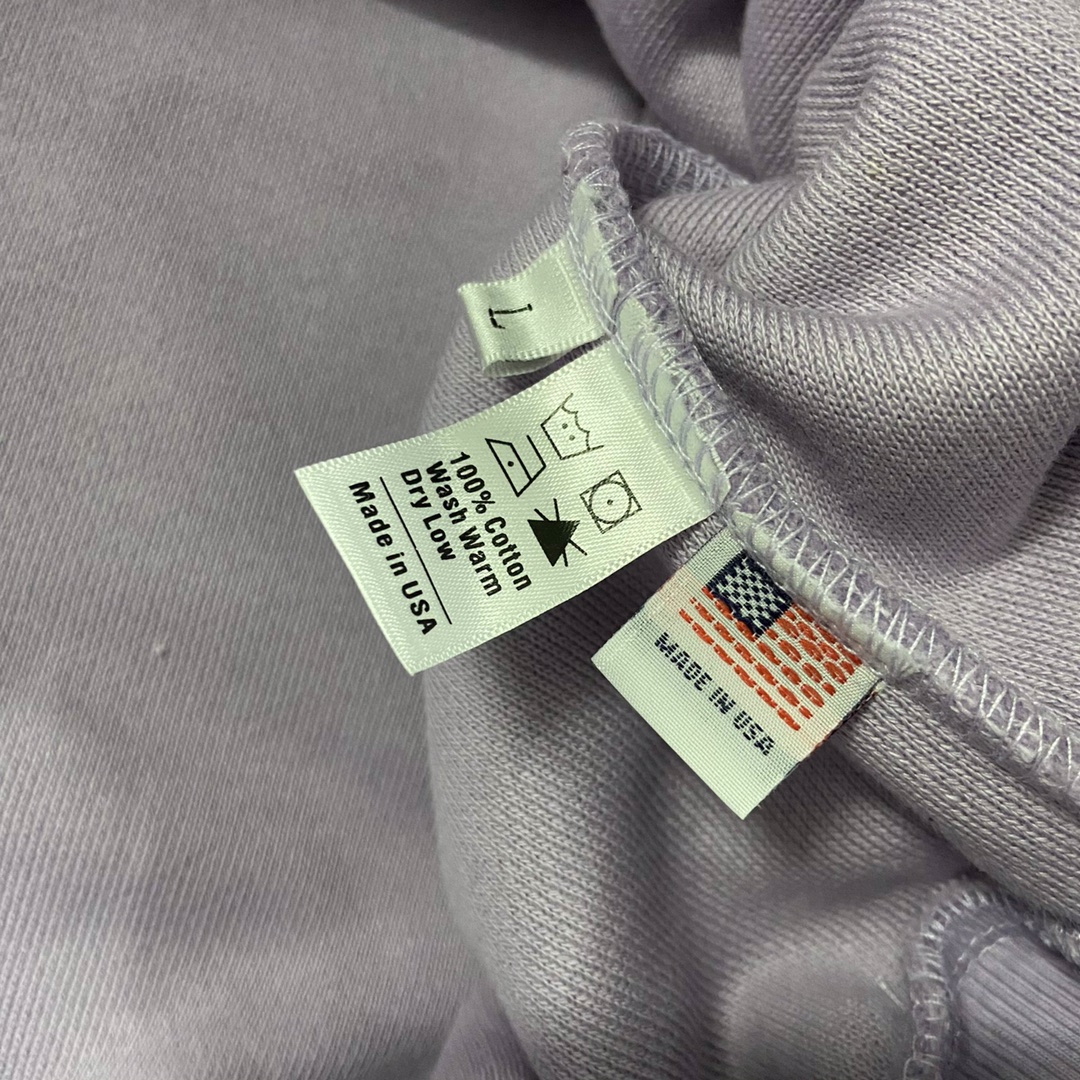 L
100% Cotton
Wash Warm
Dry Low
Made in USA
MADE IN USA